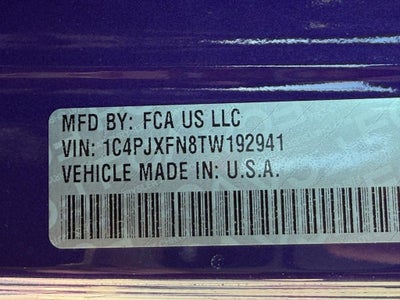 MFD BY: FCA US LLC
VIN: 1C4PJXFN8TW192941
VEHICLE MADE IN: U.S.A.